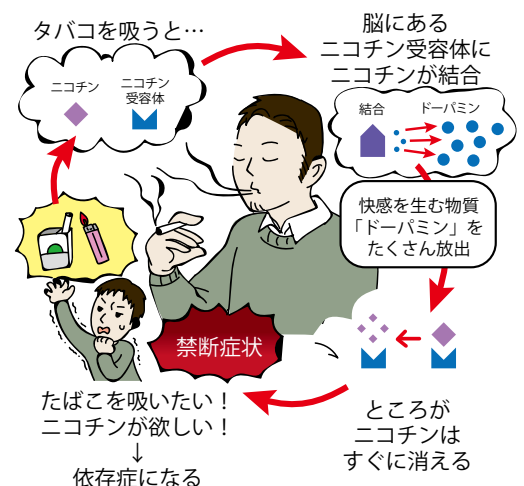 タバコを吸うと…
ニコチン
ニコチン
受容体
脳にある
ニコチン受容体に
ニコチンが結合
結合
ドーパミン
快感を生む物質
「ドーパミン」を
たくさん放出
ところが
ニコチンは
すぐに消える
禁断症状
たばこを吸いたい！
ニコチンが欲しい！
↓
依存症になる